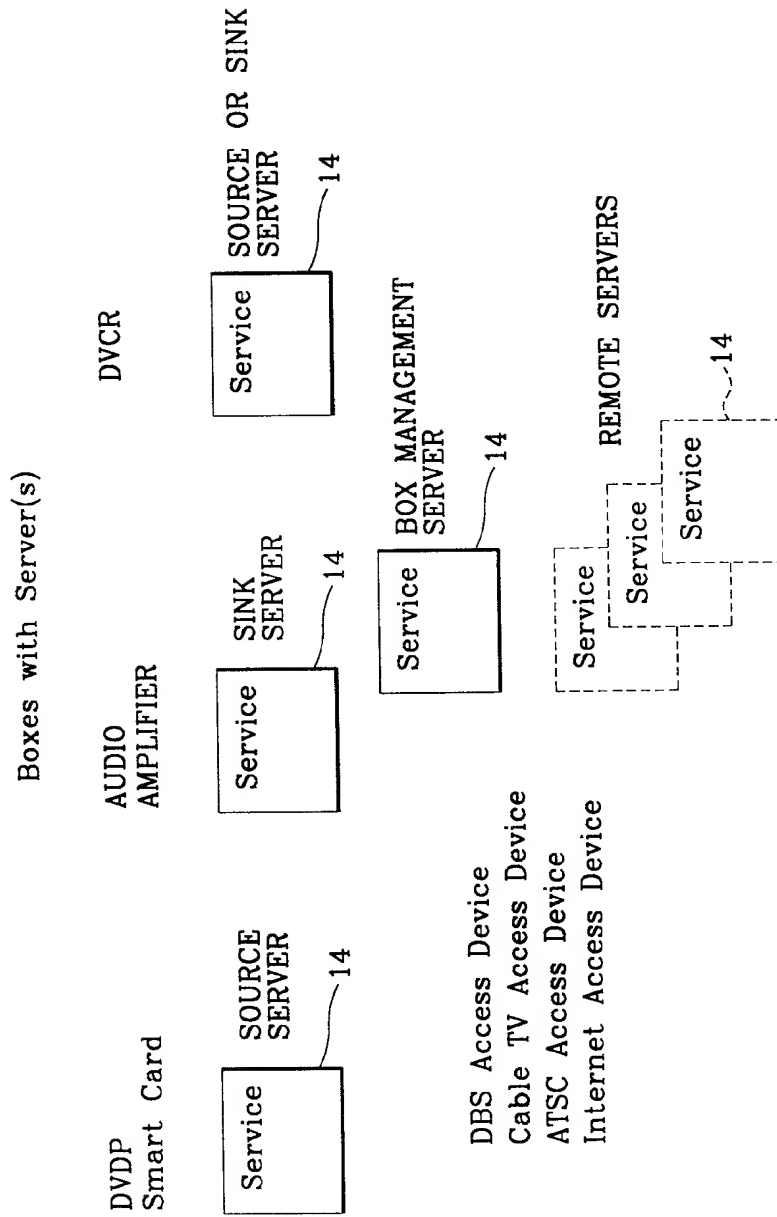 Boxes with Server(s)
DVDP
Smart Card
Service
SOURCE
SERVER
14
AUDIO
AMPLIFIER
Service
SINK
SERVER
14
DVCR
Service
SOURCE OR SINK
SERVER
14
DBS Access Device
Cable TV Access Device
ATSC Access Device
Internet Access Device
Service
BOX MANAGEMENT
SERVER
14
Service
Service
Service
REMOTE SERVERS
14